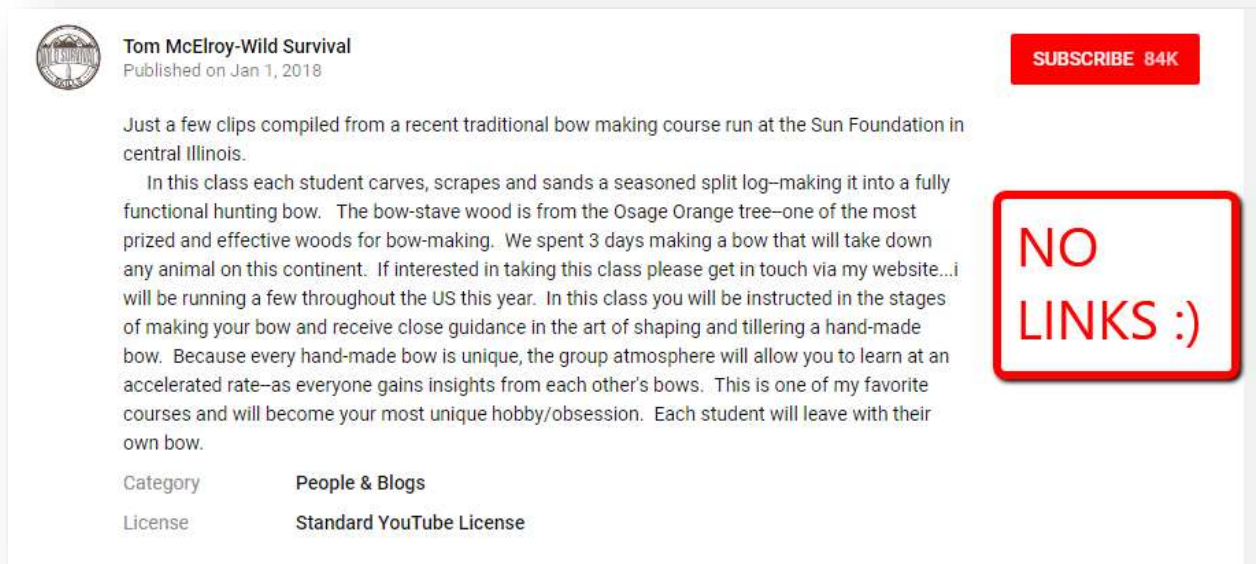 Tom McElroy-Wild Survival
Published on Jan 1, 2018
SUBSCRIBE 84K
Just a few clips compiled from a recent traditional bow making course run at the Sun Foundation in
central Illinois.
In this class each student carves, scrapes and sands a seasoned split log--making it into a fully
functional hunting bow. The bow-stave wood is from the Osage Orange tree--one of the most
prized and effective woods for bow-making. We spent 3 days making a bow that will take down
any animal on this continent. If interested in taking this class please get in touch via my website...i
will be running a few throughout the US this year. In this class you will be instructed in the stages
of making your bow and receive close guidance in the art of shaping and tillering a hand-made
bow. Because every hand-made bow is unique, the group atmosphere will allow you to learn at an
accelerated rate--as everyone gains insights from each other's bows. This is one of my favorite
courses and will become your most unique hobby/obsession. Each student will leave with their
own bow.
NO
LINKS :)
Category People & Blogs
License Standard YouTube License